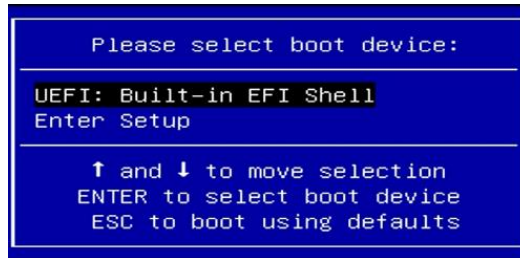 Please select boot device:
UEFI: Built-in EFI Shell
Enter Setup
↑ and ↓ to move selection
ENTER to select boot device
ESC to boot using defaults